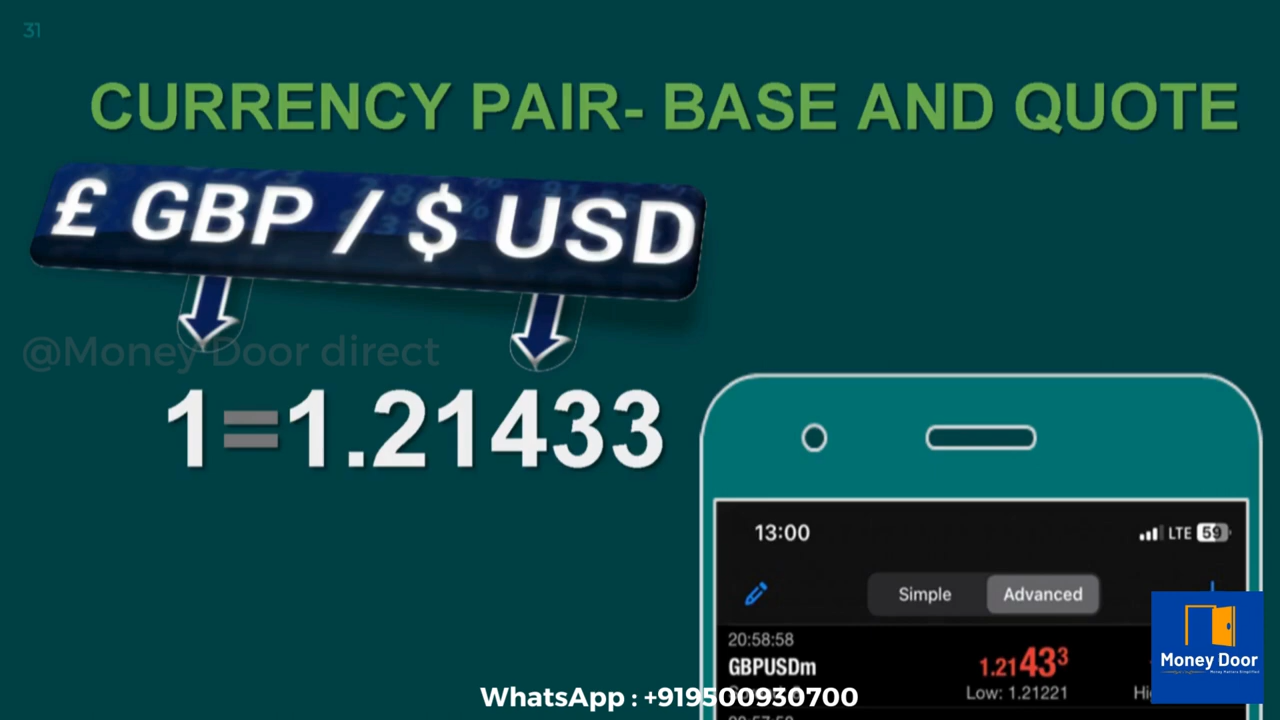 31
CURRENCY PAIR- BASE AND QUOTE
£ GBP / $ USD
@Money Door direct
1=1.21433
13:00 LTE 59
Simple Advanced
20:58:58
GBPUSDm 1.21433
Low: 1.21221
Money Door
WhatsApp : +919500930700